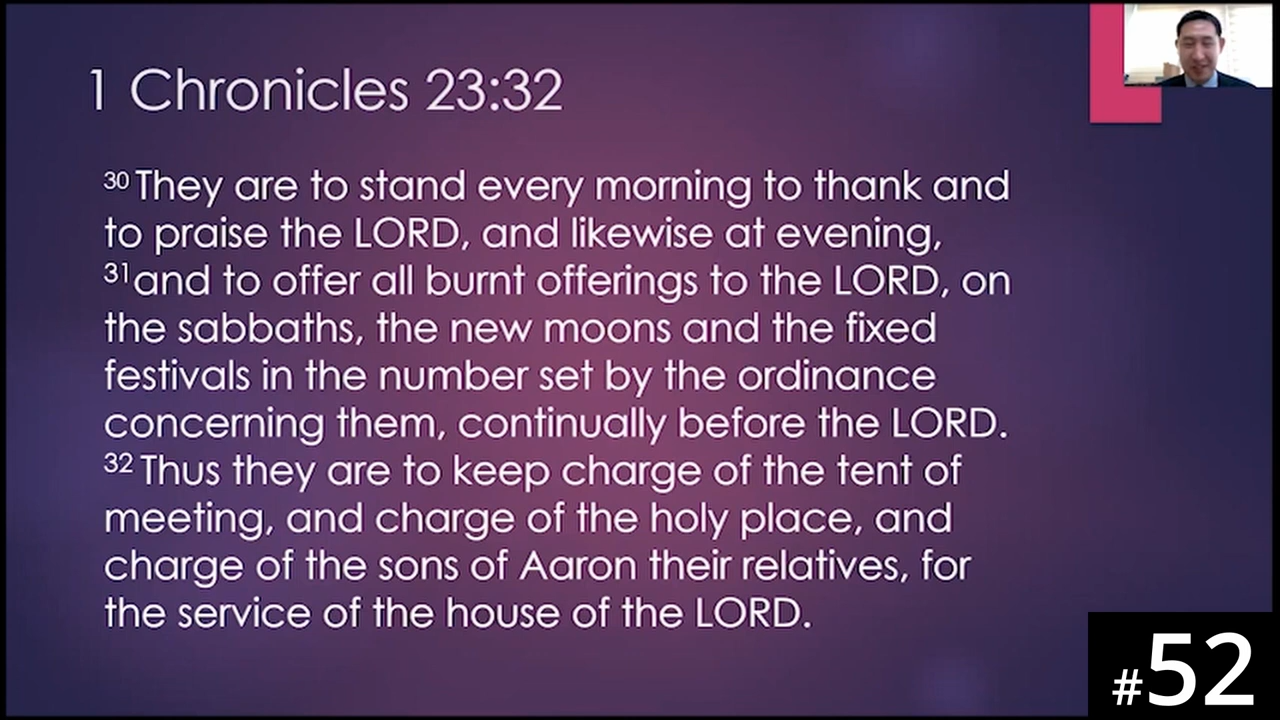 1 Chronicles 23:32
30 They are to stand every morning to thank and
to praise the LORD, and likewise at evening,
31and to offer all burnt offerings to the LORD, on
the sabbaths, the new moons and the fixed
festivals in the number set by the ordinance
concerning them, continually before the LORD.
32 Thus they are to keep charge of the tent of
meeting, and charge of the holy place, and
charge of the sons of Aaron their relatives, for
the service of the house of the LORD.
#52